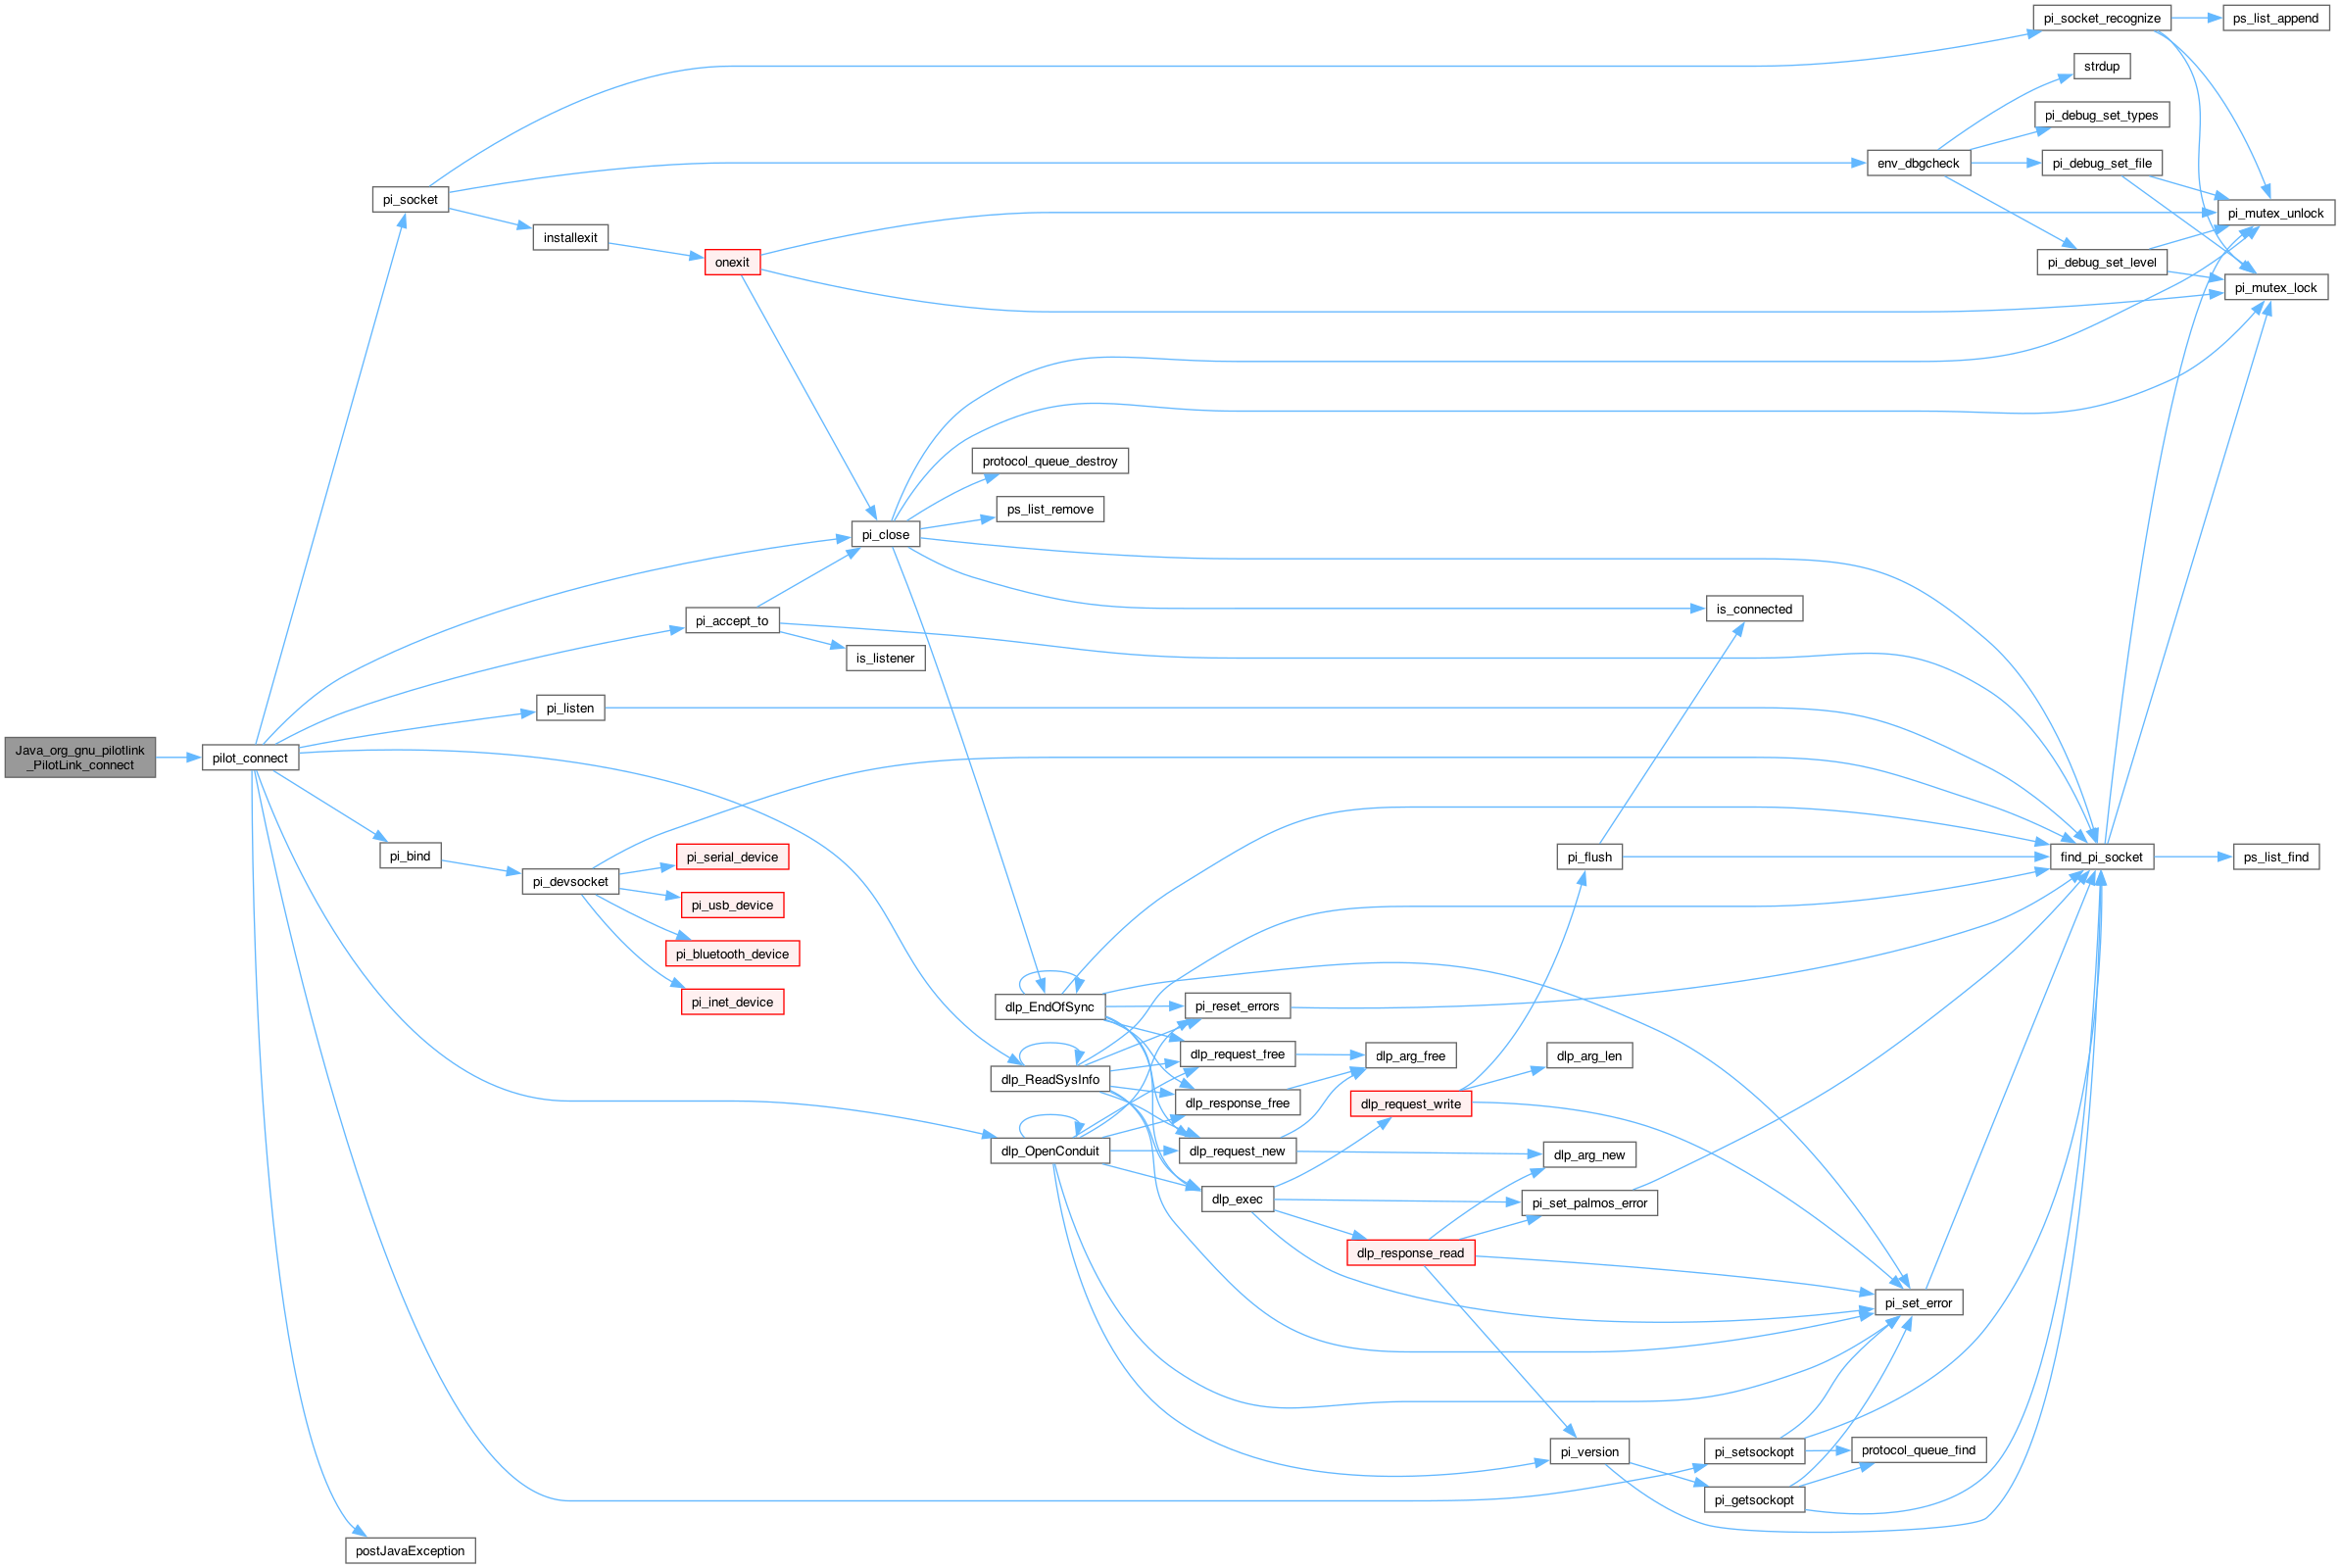 pi_socket_recognize
ps_list_append
strdup
pi_debug_set_types
env_dbgcheck
pi_debug_set_file
pi_socket
pi_mutex_unlock
installexit
onexit
pi_debug_set_level
pi_mutex_lock
protocol_queue_destroy
ps_list_remove
pi_close
is_connected
pi_accept_to
is_listener
pi_listen
Java_org_gnu_pilotlink
_PilotLink_connect
pilot_connect
pi_bind
pi_serial_device
pi_flush
find_pi_socket
ps_list_find
pi_devsocket
pi_usb_device
pi_bluetooth_device
pi_inet_device
dlp_EndOfSync
pi_reset_errors
dlp_request_free
dlp_arg_free
dlp_arg_len
dlp_ReadSysInfo
dlp_response_free
dlp_request_write
dlp_OpenConduit
dlp_request_new
dlp_arg_new
dlp_exec
pi_set_palmos_error
dlp_response_read
pi_set_error
pi_version
pi_setsockopt
protocol_queue_find
pi_getsockopt
postJavaException